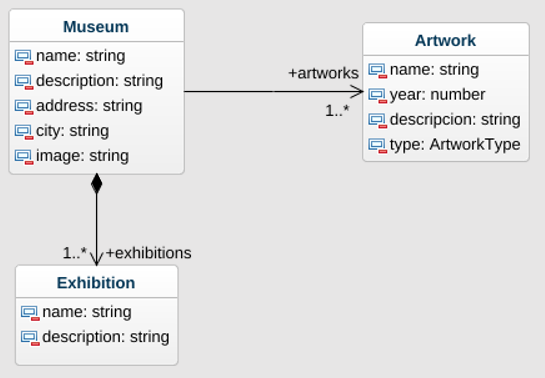 Museum
name: string
description: string
address: string
city: string
image: string
+artworks
1..*
Artwork
name: string
year: number
descripcion: string
type: ArtworkType
1..*
+exhibitions
Exhibition
name: string
description: string